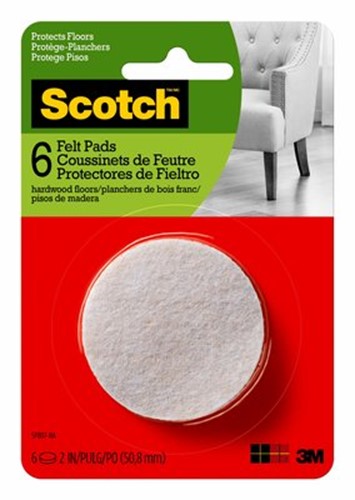 Protects Floors
Protège-Planchers
Protege Pisos
Scotch
6 Felt Pads
Coussinets de Feutre
Protectores de Fieltro
hardwood floors/planchers de bois franc/
pisos de madera
6 2 IN/PULG/PO (50,8 mm)
3M